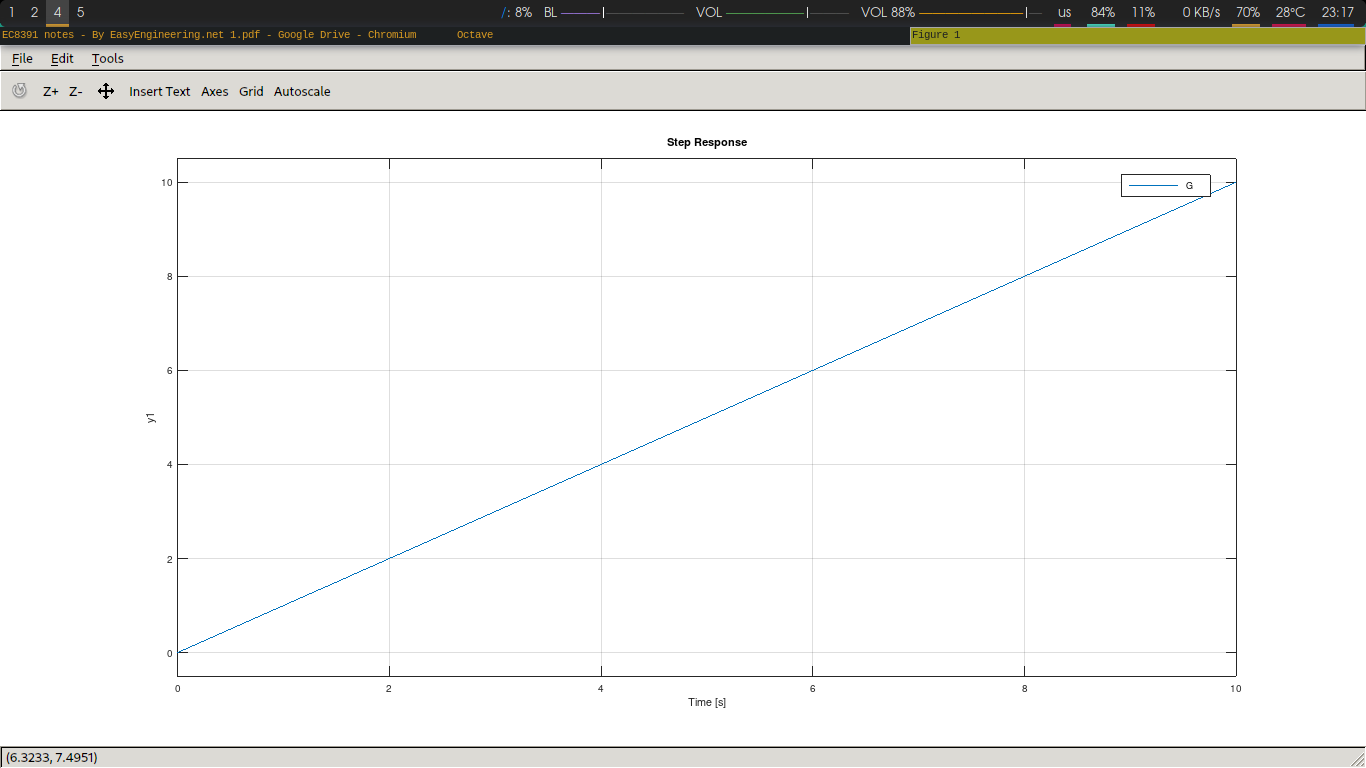 1 2 4 5 /: 8% BL VOL VOL 88% us 84% 11% 0 KB/s 70% 28°C 23:17
EC8391 notes - By EasyEngineering.net 1.pdf - Google Drive - Chromium Octave Figure 1
File Edit Tools
Z+ Z- Insert Text Axes Grid Autoscale
Step Response
G
10
8
6
4
2
0
y1
0 2 4 6 8 10
Time [s]
(6.3233, 7.4951)